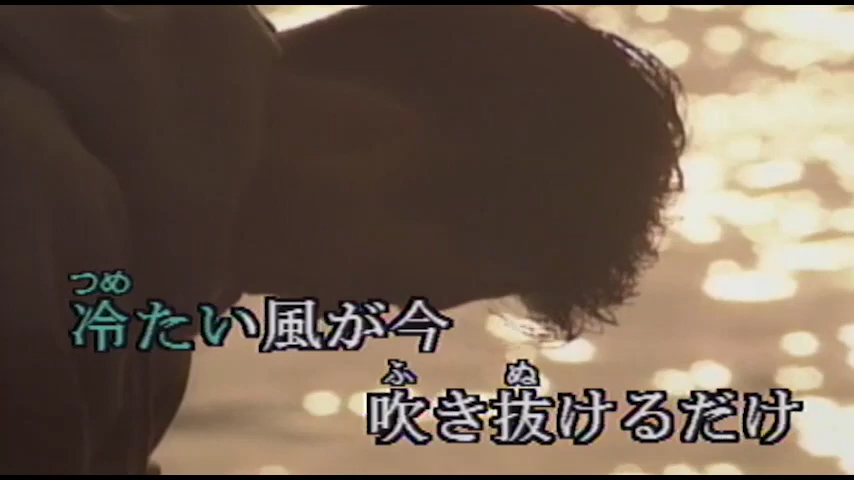 つめ
冷たい風が今
ふ ぬ
吹き抜けるだけ